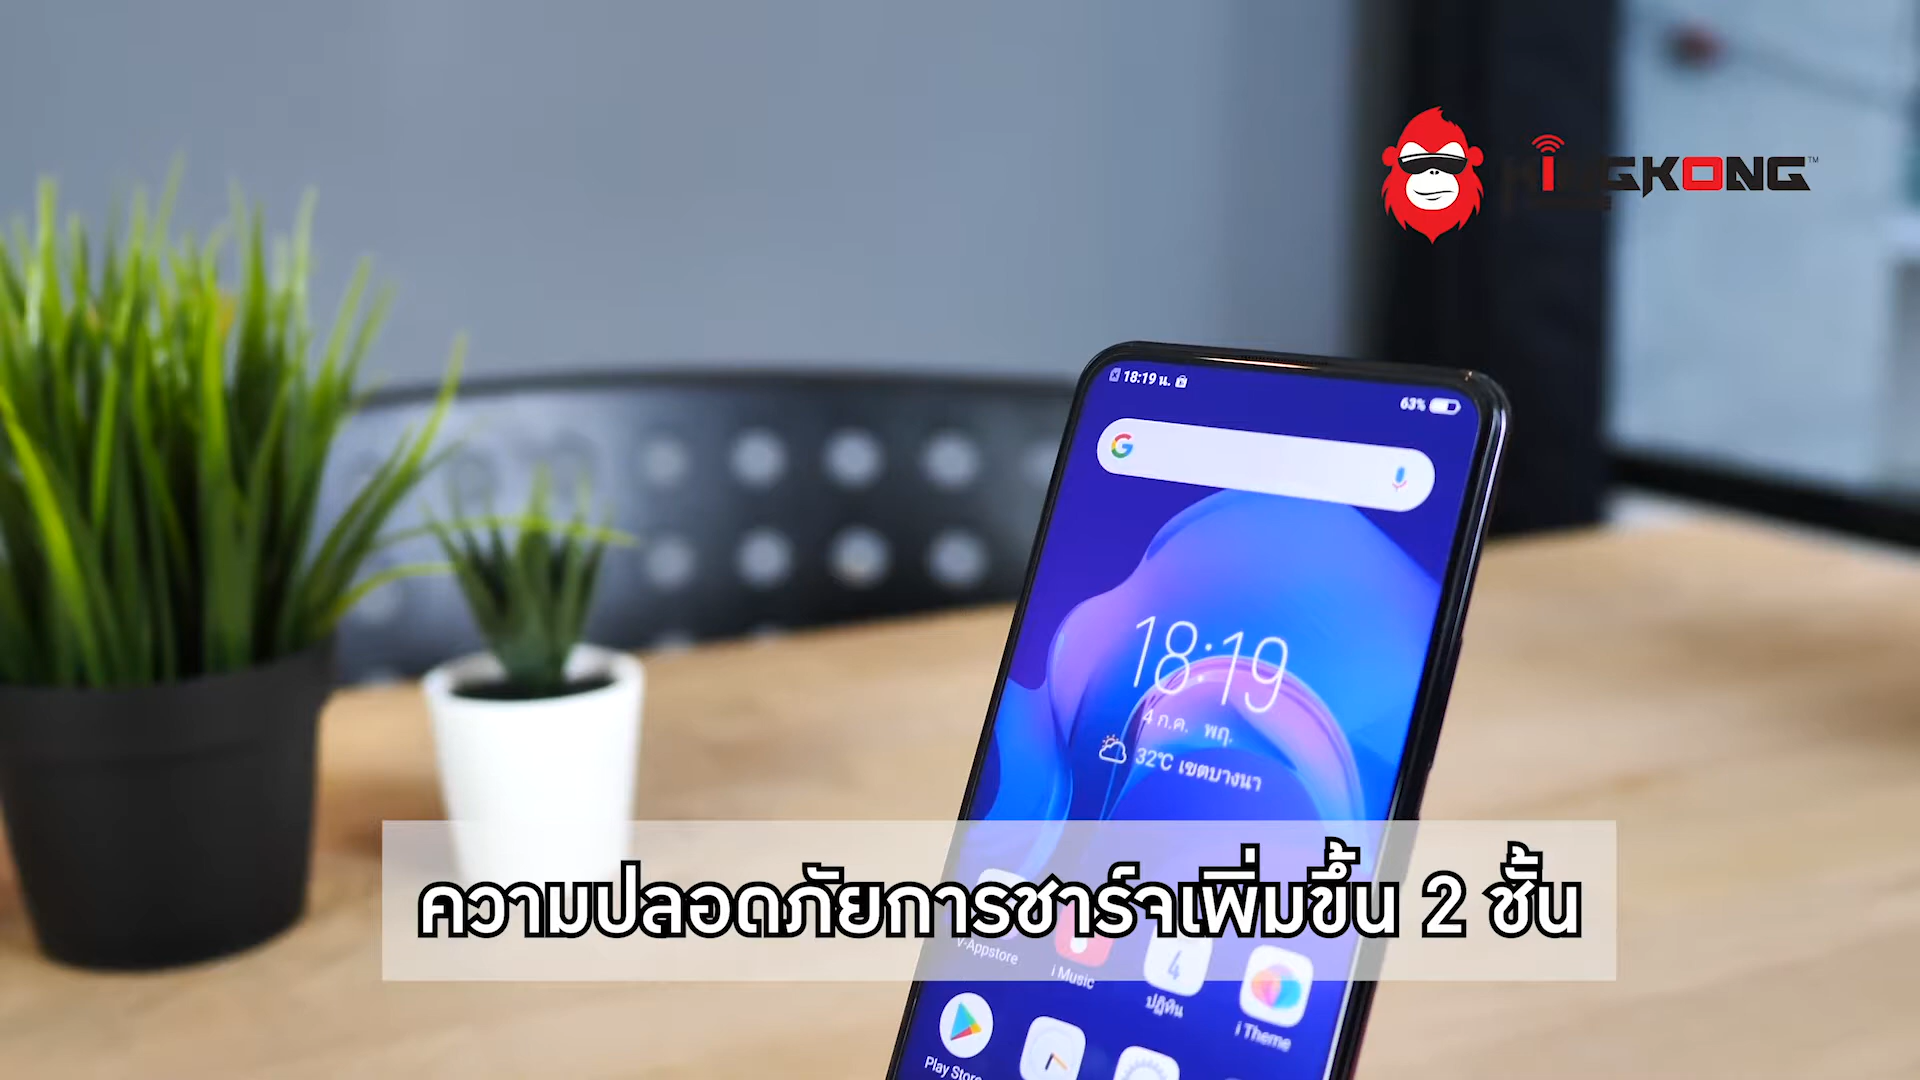 KINGKONG™
18:19 น.
63%
18:19
4 ก.ค. พฤ.
32°C เขตบางนา
ความปลอดภัยการชาร์จเพิ่มขึ้น 2 ชั้น
V-Appstore
i Music
4
ปฏิทิน
i Theme
Play Store